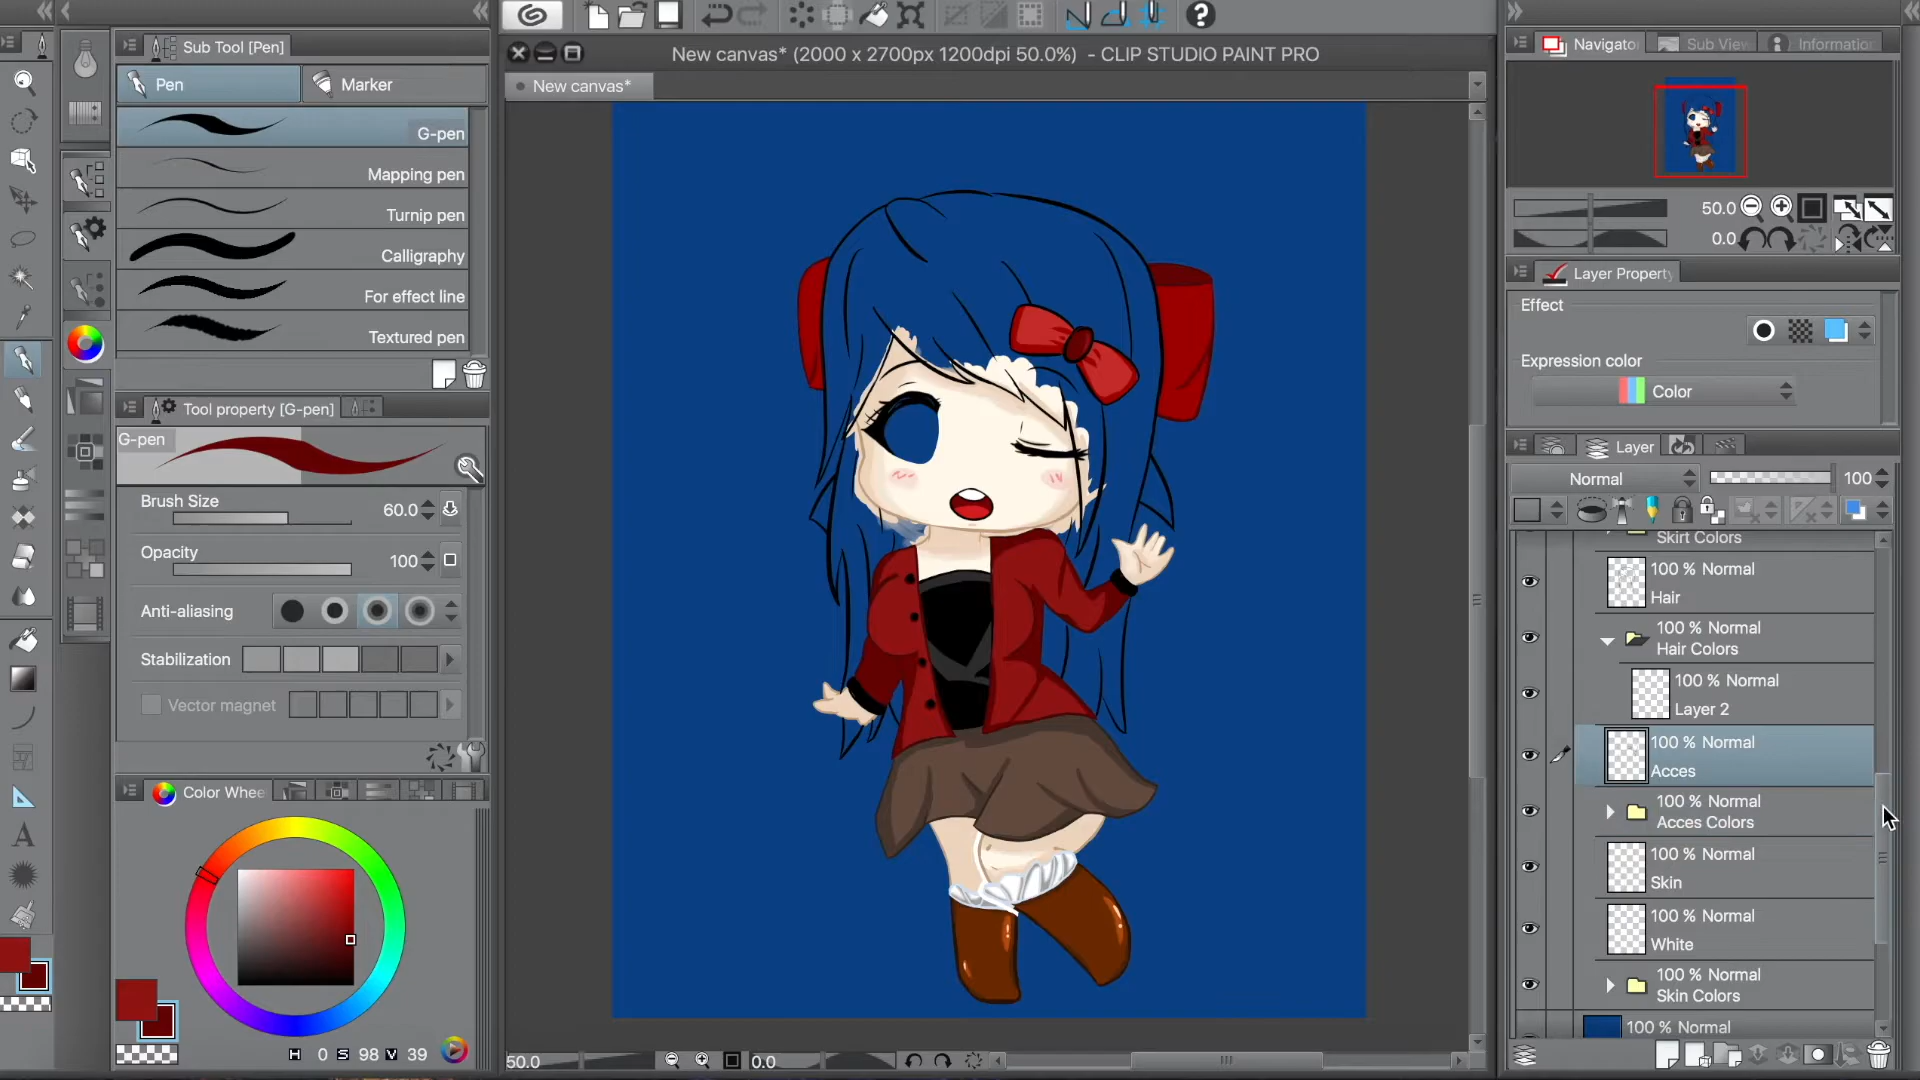 Sub Tool [Pen]
Pen
Marker
G-pen
Mapping pen
Turnip pen
Calligraphy
For effect line
Textured pen
Tool property [G-pen]
G-pen
Brush Size
60.0
Opacity
100
Anti-aliasing
Stabilization
Vector magnet
Color Whee
H 0 S 98 V 39
New canvas* (2000 x 2700px 1200dpi 50.0%) - CLIP STUDIO PAINT PRO
New canvas*
50.0
0.0
Navigato
Sub View
Informatio
50.0
0.0
Layer Property
Effect
Expression color
Color
Layer
Normal
100
Skirt Colors
100 % Normal
Hair
100 % Normal
Hair Colors
100 % Normal
Layer 2
100 % Normal
Acces
100 % Normal
Acces Colors
100 % Normal
Skin
100 % Normal
White
100 % Normal
Skin Colors
100 % Normal